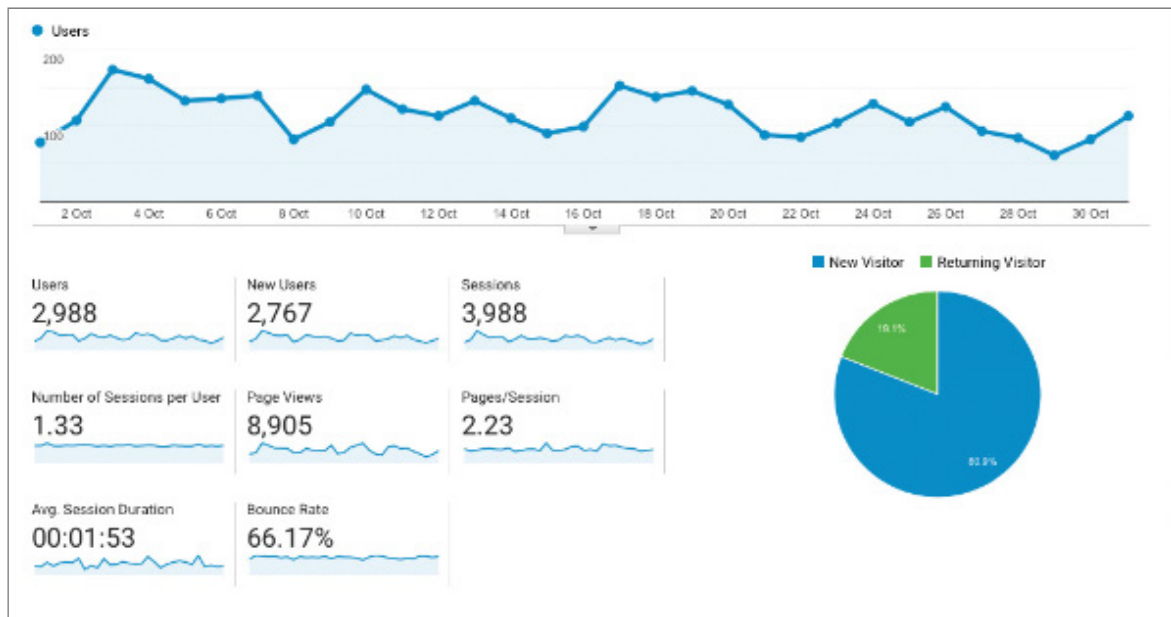 Users
200
100
2 Oct 4 Oct 6 Oct 8 Oct 10 Oct 12 Oct 14 Oct 16 Oct 18 Oct 20 Oct 22 Oct 24 Oct 26 Oct 28 Oct 30 Oct
New Visitor Returning Visitor
Users New Users Sessions
2,988 2,767 3,988
19.1%
Number of Sessions per User Page Views Pages/Session
1.33 8,905 2.23
80.9%
Avg. Session Duration Bounce Rate
00:01:53 66.17%